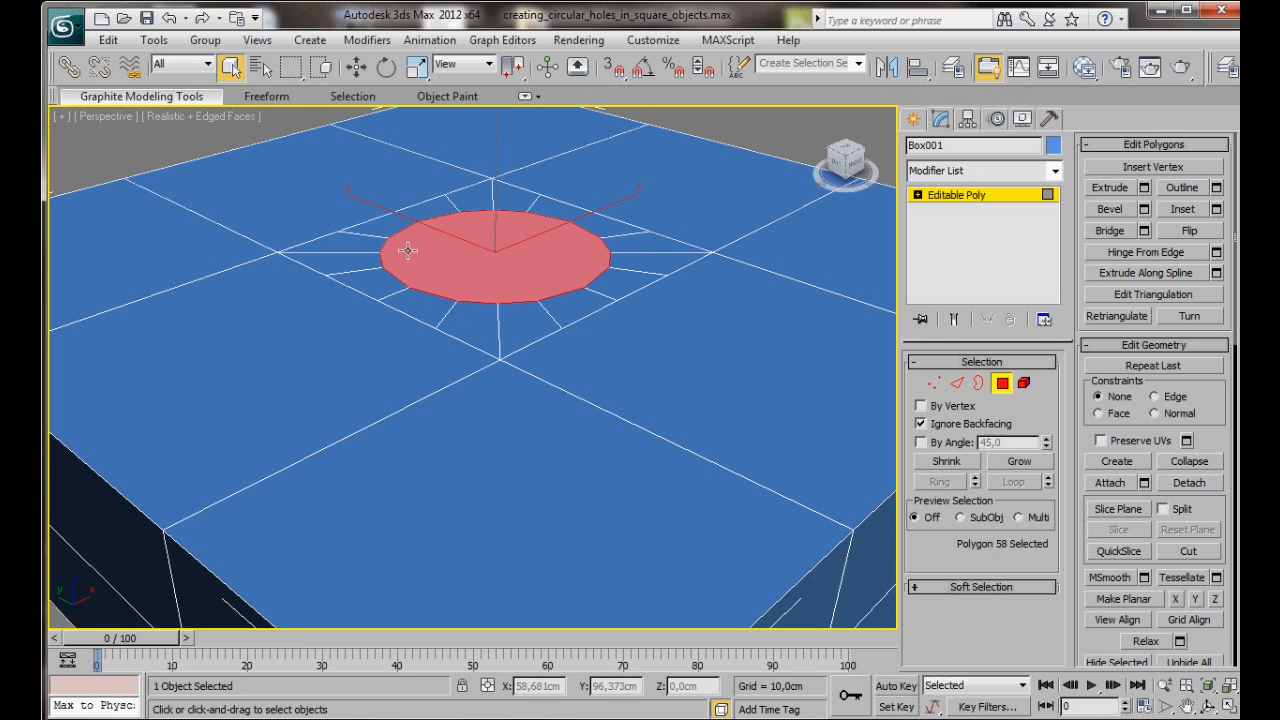 Autodesk 3ds Max 2012 x64 creating_circular_holes_in_square_objects.max Type a keyword or phrase
Edit Tools Group Views Create Modifiers Animation Graph Editors Rendering Customize MAXScript Help
All View 3 Create Selection Se
Graphite Modeling Tools Freeform Selection Object Paint
[ + ] [ Perspective ] [ Realistic + Edged Faces ]
x
Box001
Modifier List
Editable Poly
Edit Polygons
Insert Vertex
Extrude Outline
Bevel Inset
Bridge Flip
Hinge From Edge
Extrude Along Spline
Edit Triangulation
Retriangulate Turn
Edit Geometry
Repeat Last
Constraints
None Edge
Face Normal
Preserve UVs
Create Collapse
Attach Detach
Slice Plane Split
Slice Reset Plane
QuickSlice Cut
MSmooth Tessellate
Make Planar X Y Z
View Align Grid Align
Relax
Hide Selected Unhide All
Selection
By Vertex
Ignore Backfacing
By Angle: 45,0
Shrink Grow
Ring Loop
Preview Selection
Off SubObj Multi
Polygon 58 Selected
Soft Selection
z
y x
< 0 / 100 >
0 10 20 30 40 50 60 70 80 90 100
1 Object Selected X: 58,681cm Y: 96,373cm Z: 0,0cm Grid = 10,0cm Auto Key Selected
Max to Physc Click or click-and-drag to select objects Add Time Tag Set Key Key Filters... 0